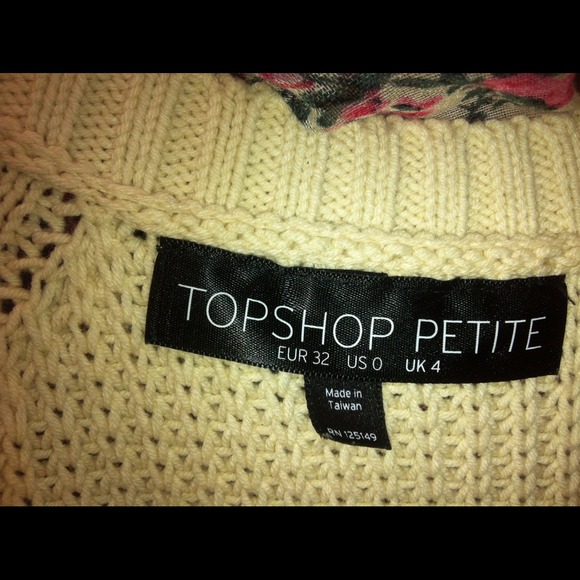 TOPSHOP PETITE
EUR 32 US 0 UK 4
Made in
Taiwan
RN 125149